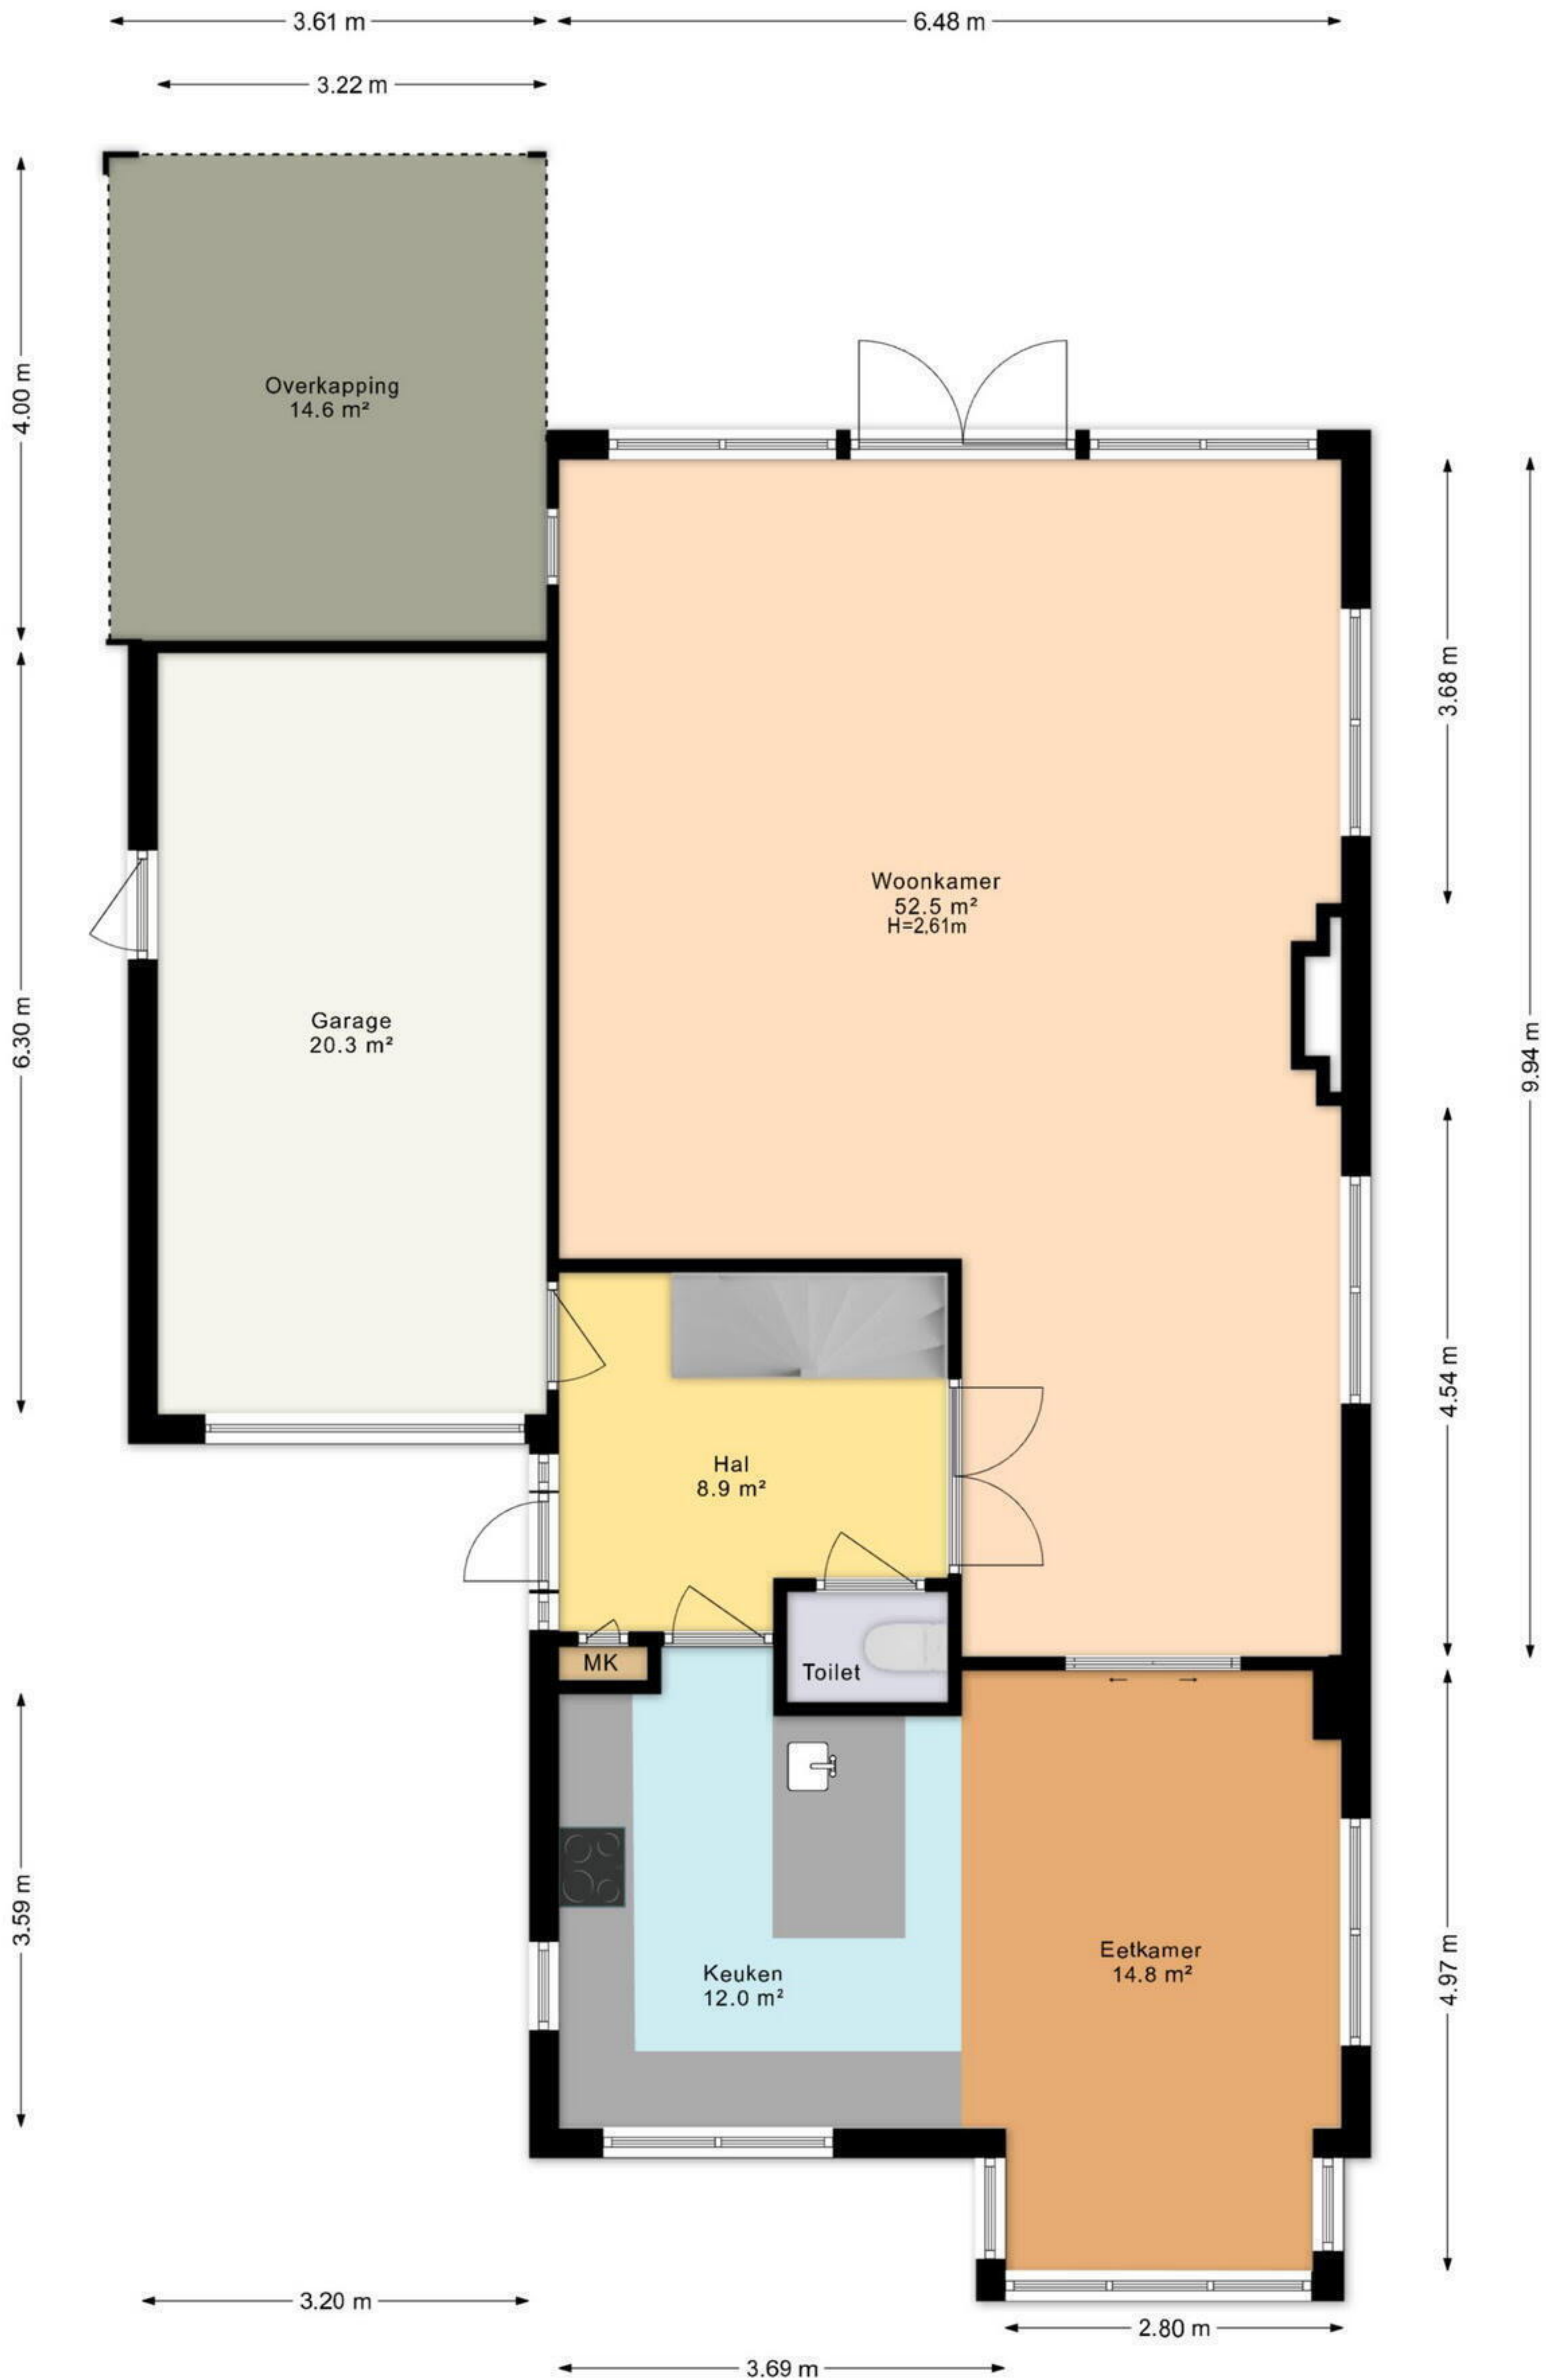 3.61 m
6.48 m
3.22 m
4.00 m
Overkapping
14.6 m²
3.68 m
Woonkamer
52.5 m²
H=2,61m
6.30 m
Garage
20.3 m²
9.94 m
4.54 m
Hal
8.9 m²
MK
Toilet
3.59 m
Keuken
12.0 m²
Eetkamer
14.8 m²
4.97 m
3.20 m
2.80 m
3.69 m